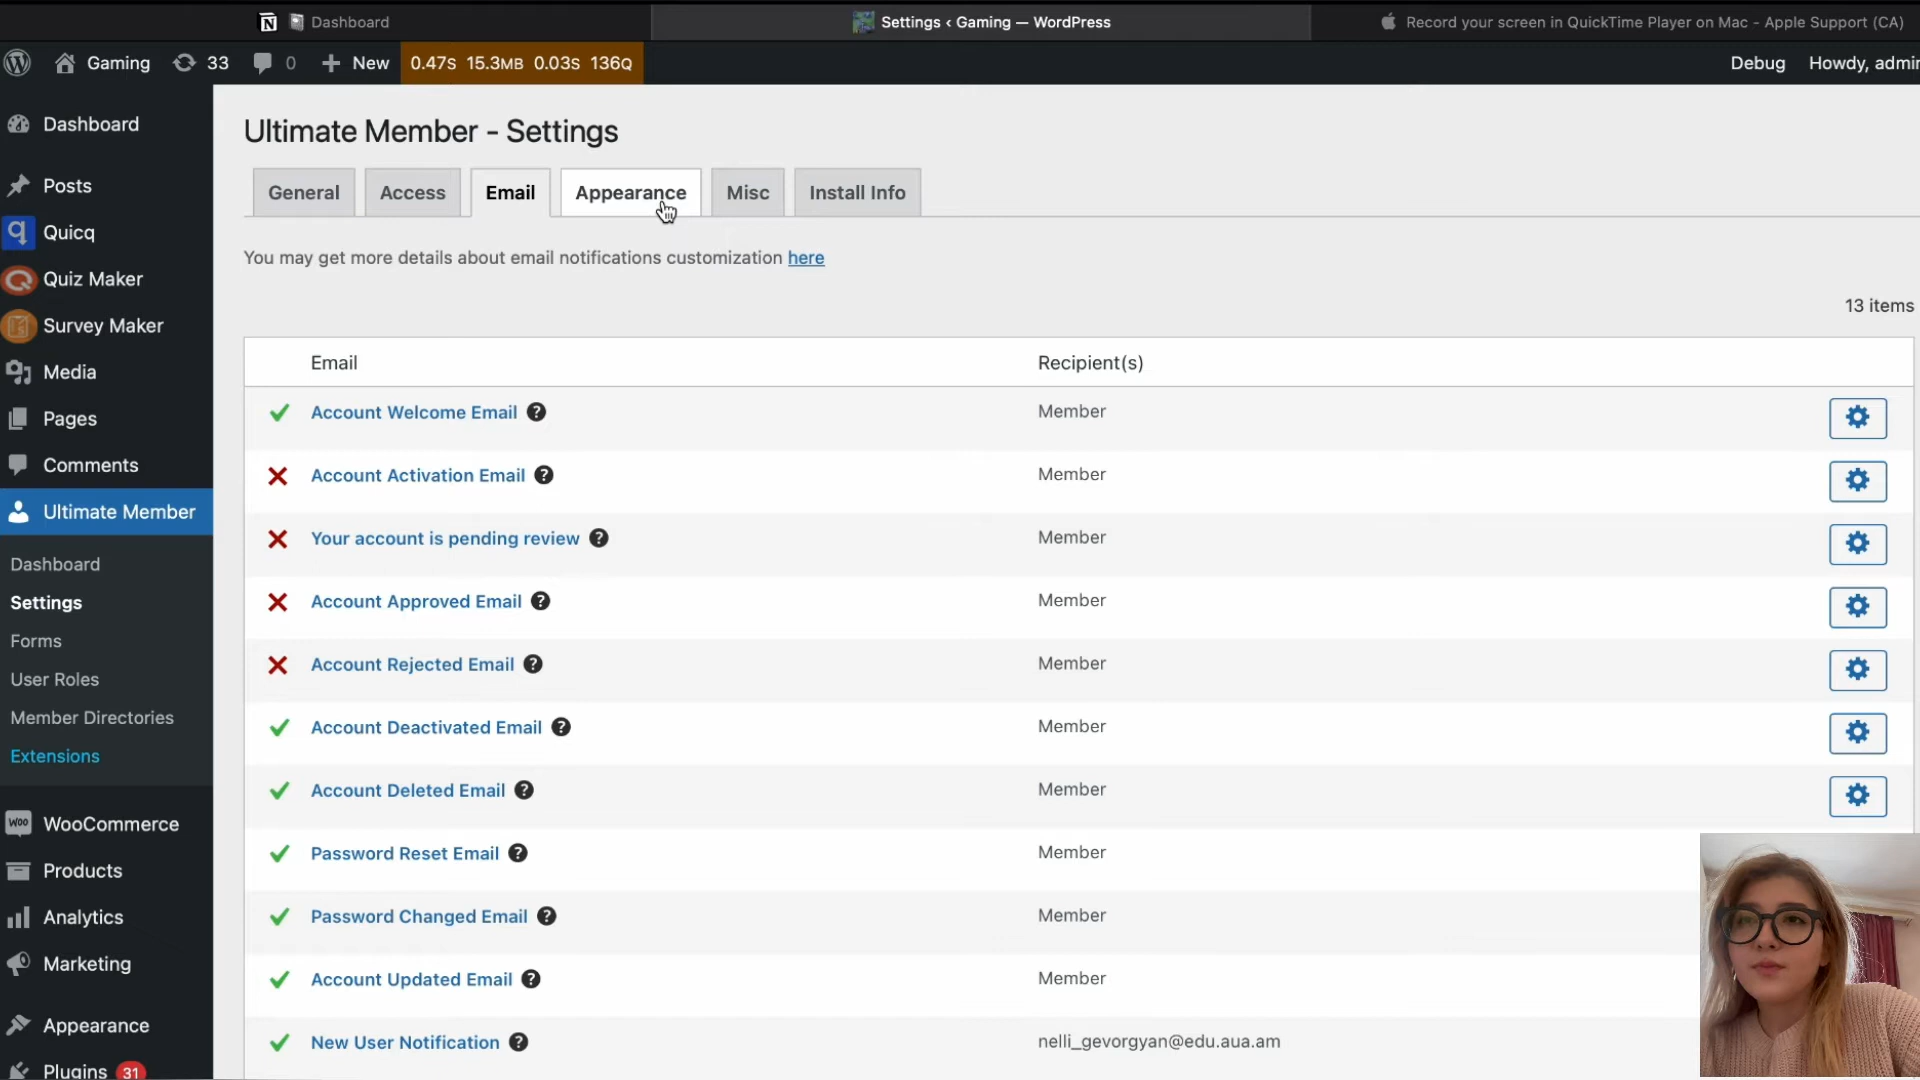 Dashboard
Settings ‹ Gaming — WordPress
Record your screen in QuickTime Player on Mac - Apple Support (CA)
Gaming
33
0
New
0.47S 15.3MB 0.03S 136Q
Debug
Howdy, admin
Dashboard
Posts
Quicq
Quiz Maker
Survey Maker
Media
Pages
Comments
Ultimate Member
Dashboard
Settings
Forms
User Roles
Member Directories
Extensions
WooCommerce
Products
Analytics
Marketing
Appearance
Plugins 31
Ultimate Member - Settings
General
Access
Email
Appearance
Misc
Install Info
You may get more details about email notifications customization here
13 items
Email
Recipient(s)
Account Welcome Email
Member
Account Activation Email
Member
Your account is pending review
Member
Account Approved Email
Member
Account Rejected Email
Member
Account Deactivated Email
Member
Account Deleted Email
Member
Password Reset Email
Member
Password Changed Email
Member
Account Updated Email
Member
New User Notification
nelli_gevorgyan@edu.aua.am